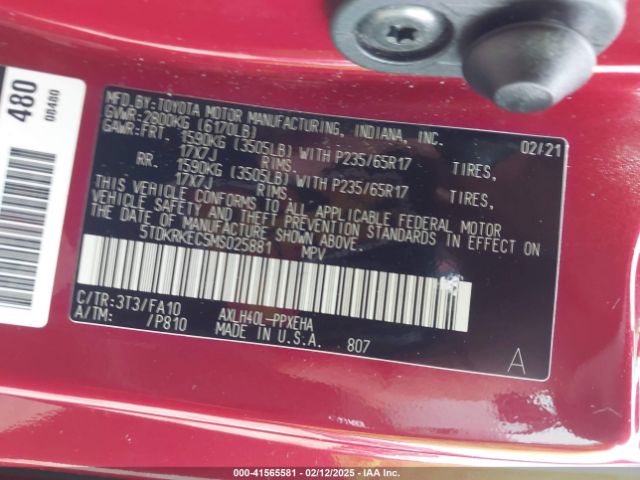 480
08480
MFD.BY:TOYOTA MOTOR MANUFACTURING, INDIANA, INC. 02/21
GVWR:2800KG (6170LB)
GAWR:FRT. 1590KG (3505LB) WITH P235/65R17 TIRES,
17X7J RIMS.
RR. 1590KG (3505LB) WITH P235/65R17 TIRES,
17X7J RIMS.
THIS VEHICLE CONFORMS TO ALL APPLICABLE FEDERAL MOTOR
VEHICLE SAFETY AND THEFT PREVENTION STANDARDS IN EFFECT ON
THE DATE OF MANUFACTURE SHOWN ABOVE.
5TDKRKEC5MS025881 MPV
C/TR:3T3/FA10 AXLH40L-PPXEHA
A/TM: /P810 MADE IN U.S.A. 807 A
000-41565581 - 02/12/2025 - IAAI.COM